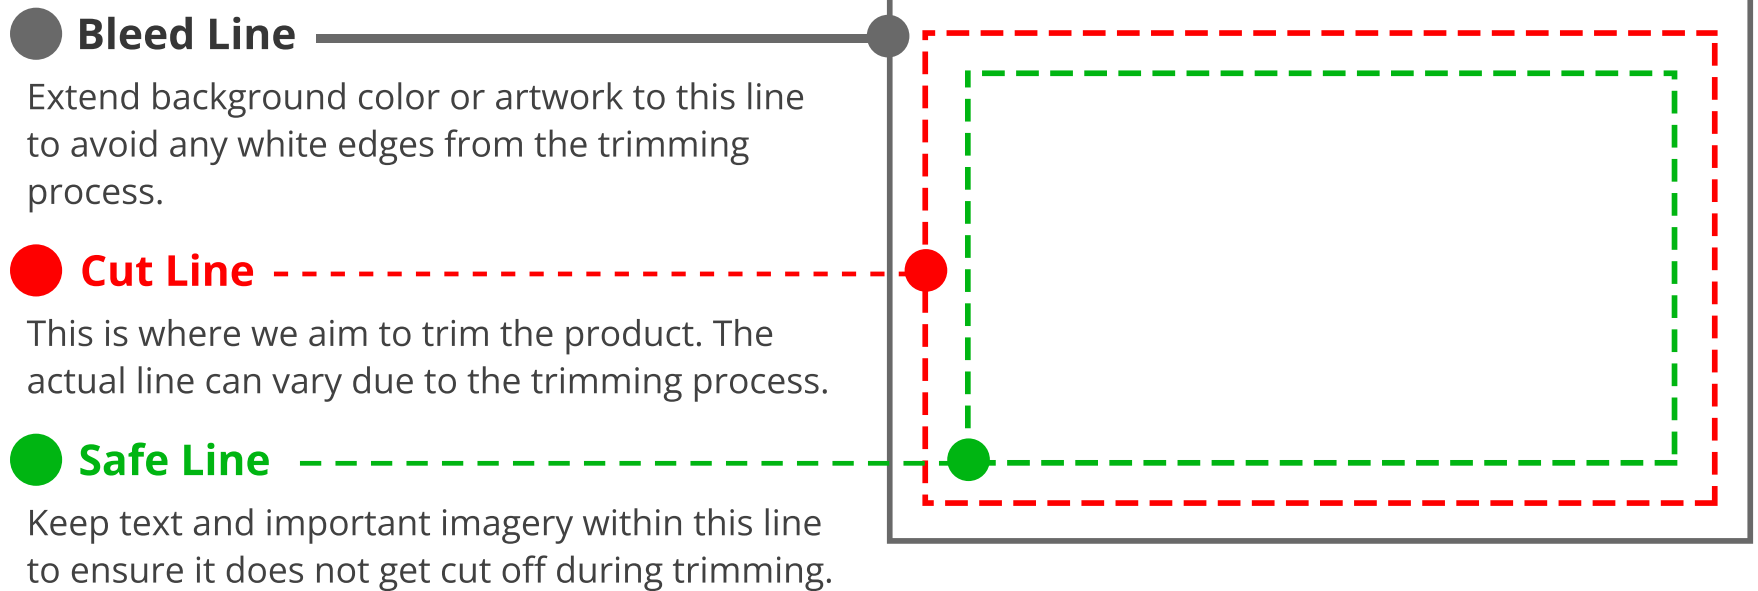 Bleed Line
Extend background color or artwork to this line
to avoid any white edges from the trimming
process.
Cut Line
This is where we aim to trim the product. The
actual line can vary due to the trimming process.
Safe Line
Keep text and important imagery within this line
to ensure it does not get cut off during trimming.